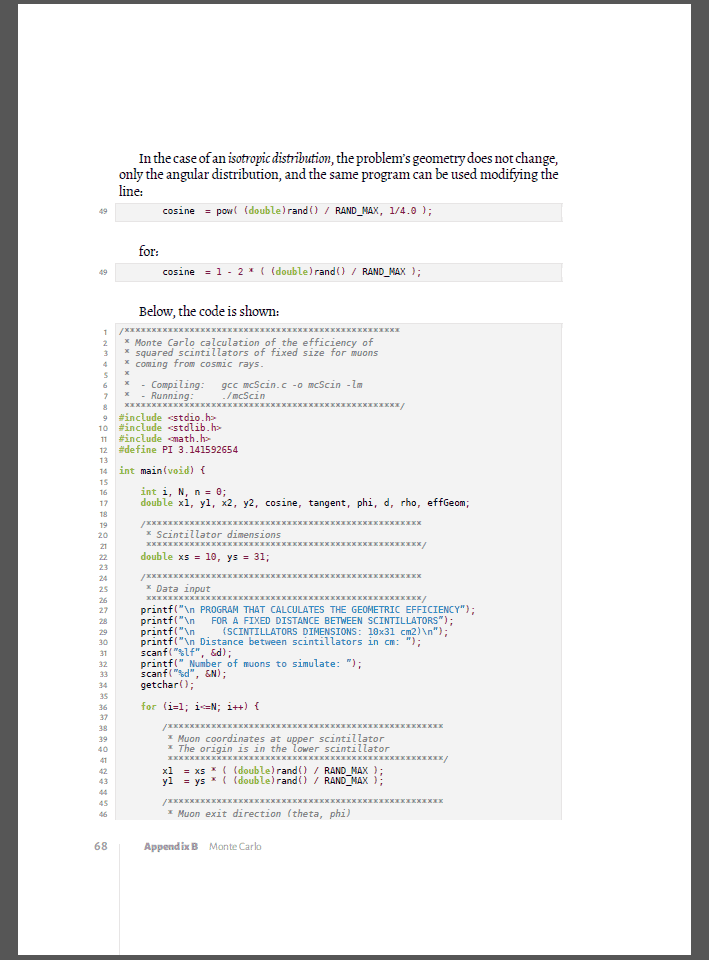 In the case of an isotropic distribution, the problem's geometry does not change,
only the angular distribution, and the same program can be used modifying the
line:
49 cosine  = pow( (double)rand() / RAND_MAX, 1/4.0 );
for:
49 cosine  = 1 - 2 * ( (double)rand() / RAND_MAX );
Below, the code is shown:
1 /***************************************************
2  * Monte Carlo calculation of the efficiency of
3  * squared scintillators of fixed size for muons
4  * coming from cosmic rays.
5  *
6  *  - Compiling:   gcc mcScin.c -o mcScin -lm
7  *  - Running:     ./mcScin
8  ***************************************************/
9 #include <stdio.h>
10 #include <stdlib.h>
11 #include <math.h>
12 #define PI 3.141592654
13
14 int main(void) {
15
16     int i, N, n = 0;
17     double x1, y1, x2, y2, cosine, tangent, phi, d, rho, effGeom;
18
19     /***************************************************
20      * Scintillator dimensions
21      ***************************************************/
22     double xs = 10, ys = 31;
23
24     /***************************************************
25      * Data input
26      ***************************************************/
27     printf("\n PROGRAM THAT CALCULATES THE GEOMETRIC EFFICIENCY");
28     printf("\n   FOR A FIXED DISTANCE BETWEEN SCINTILLATORS");
29     printf("\n     (SCINTILLATORS DIMENSIONS: 10x31 cm2)\n");
30     printf("\n Distance between scintillators in cm: ");
31     scanf("%lf", &d);
32     printf(" Number of muons to simulate: ");
33     scanf("%d", &N);
34     getchar();
35
36     for (i=1; i<=N; i++) {
37
38         /***************************************************
39          * Muon coordinates at upper scintillator
40          * The origin is in the lower scintillator
41          ***************************************************/
42         x1  = xs * ( (double)rand() / RAND_MAX );
43         y1  = ys * ( (double)rand() / RAND_MAX );
44
45         /***************************************************
46          * Muon exit direction (theta, phi)
68 Appendix B Monte Carlo